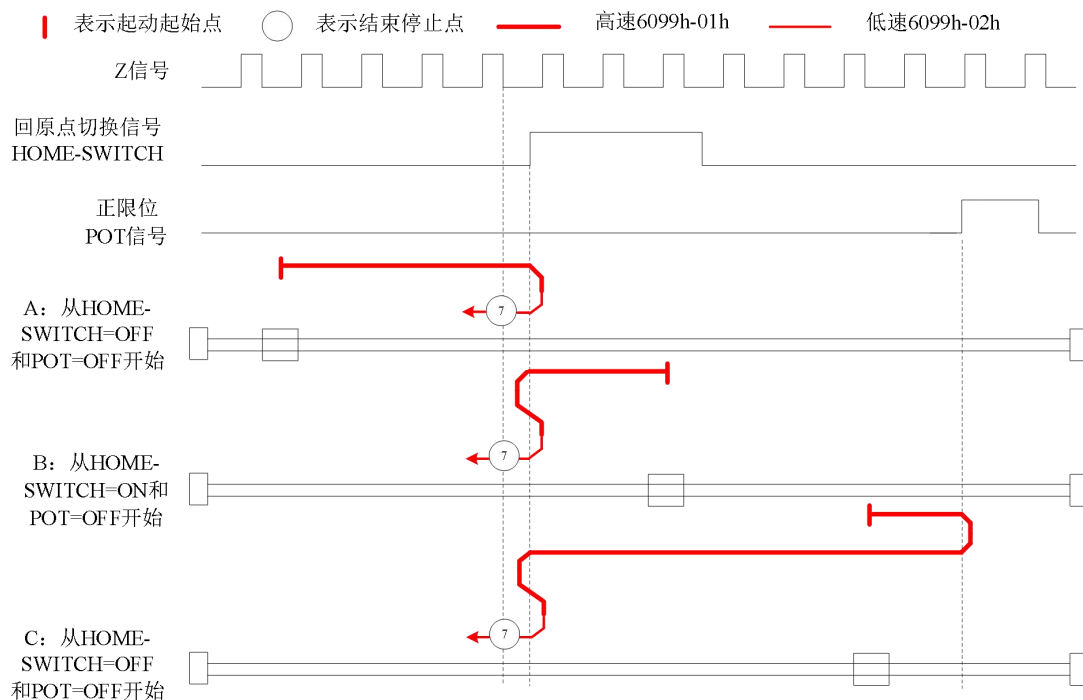 表示起动起始点 表示结束停止点 高速6099h-01h 低速6099h-02h
Z信号
回原点切换信号
HOME-SWITCH
正限位
POT信号
7
A：从HOME-
SWITCH=OFF
和POT=OFF开始
7
B：从HOME-
SWITCH=ON和
POT=OFF开始
7
C：从HOME-
SWITCH=OFF
和POT=OFF开始